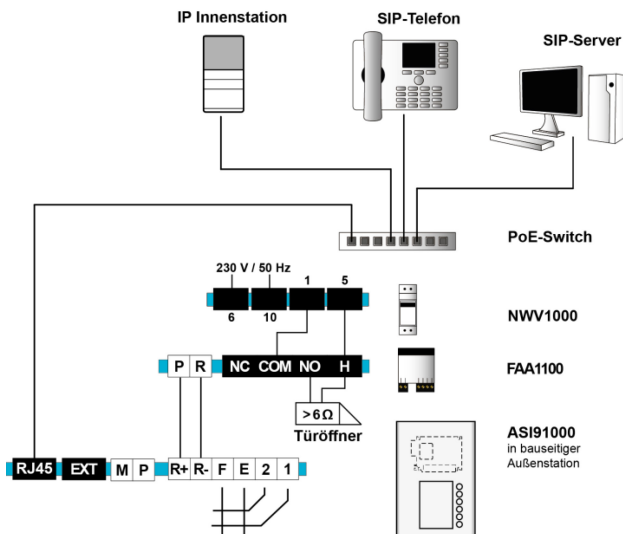 IP Innenstation
SIP-Telefon
SIP-Server
PoE-Switch
230 V / 50 Hz 1 5
6 10
NWV1000
P R NC COM NO H
FAA1100
>6Ω
Türöffner
ASI91000
in bauseitiger
Außenstation
RJ45 EXT M P R+ R- F E 2 1